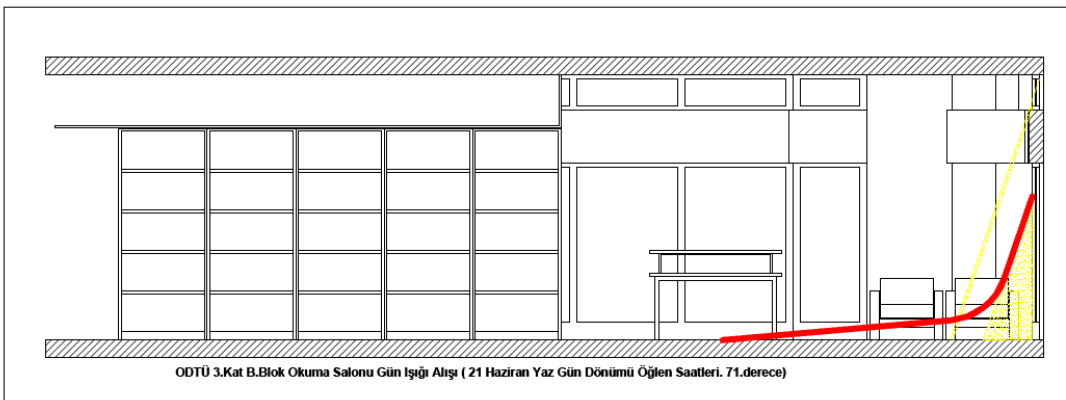 ODTÜ 3.Kat B.Blok Okuma Salonu Gün Işığı Alışı ( 21 Haziran Yaz Gün Dönümü Öğlen Saatleri. 71.derece)